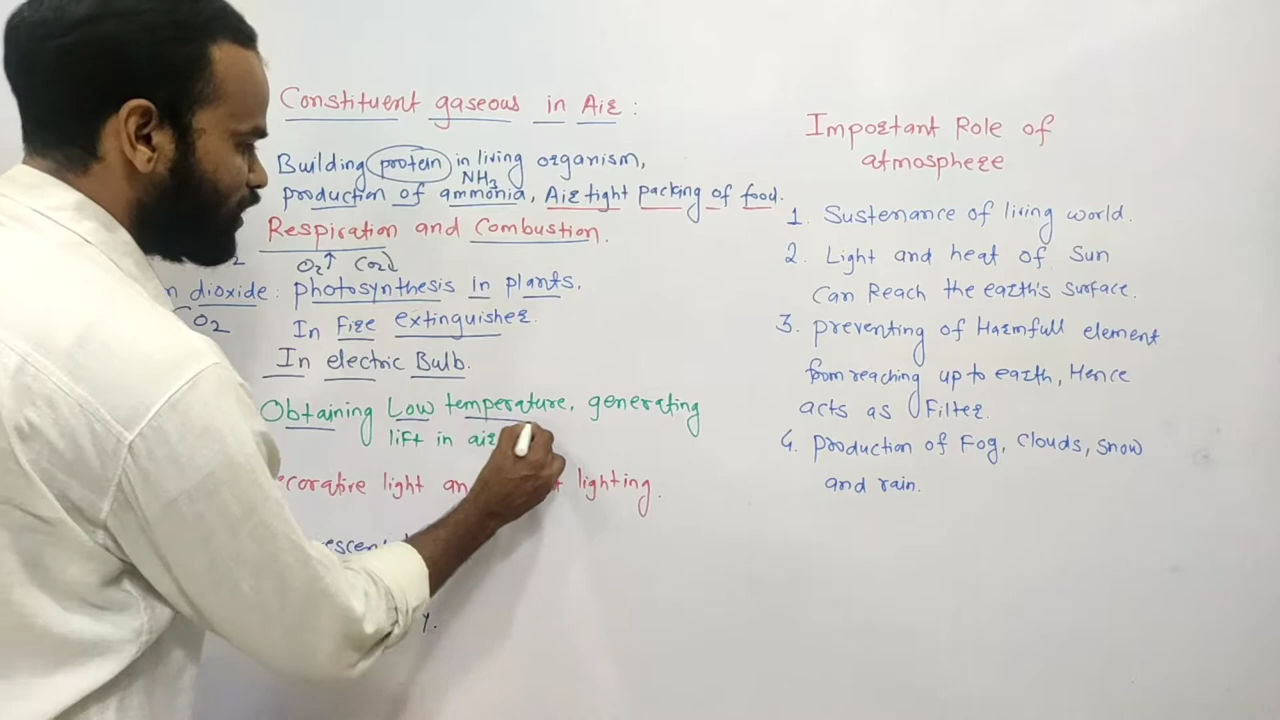 Constituent gaseous in Air:
Building protein in living organism,
NH3
production of ammonia, Air tight packing of food.
Respiration and Combustion.
O2↑ CO2↓
dioxide: photosynthesis in plants.
CO2
In Fire extinguisher.
In electric Bulb.
Obtaining Low temperature, generating
lift in air
light lighting.
Important Role of
atmosphere
1. Sustenance of living world.
2. Light and heat of Sun
Can Reach the earth's Surface.
3. preventing of Harmfull element
from reaching up to earth, Hence
acts as Filter.
4. production of Fog, Clouds, snow
and rain.